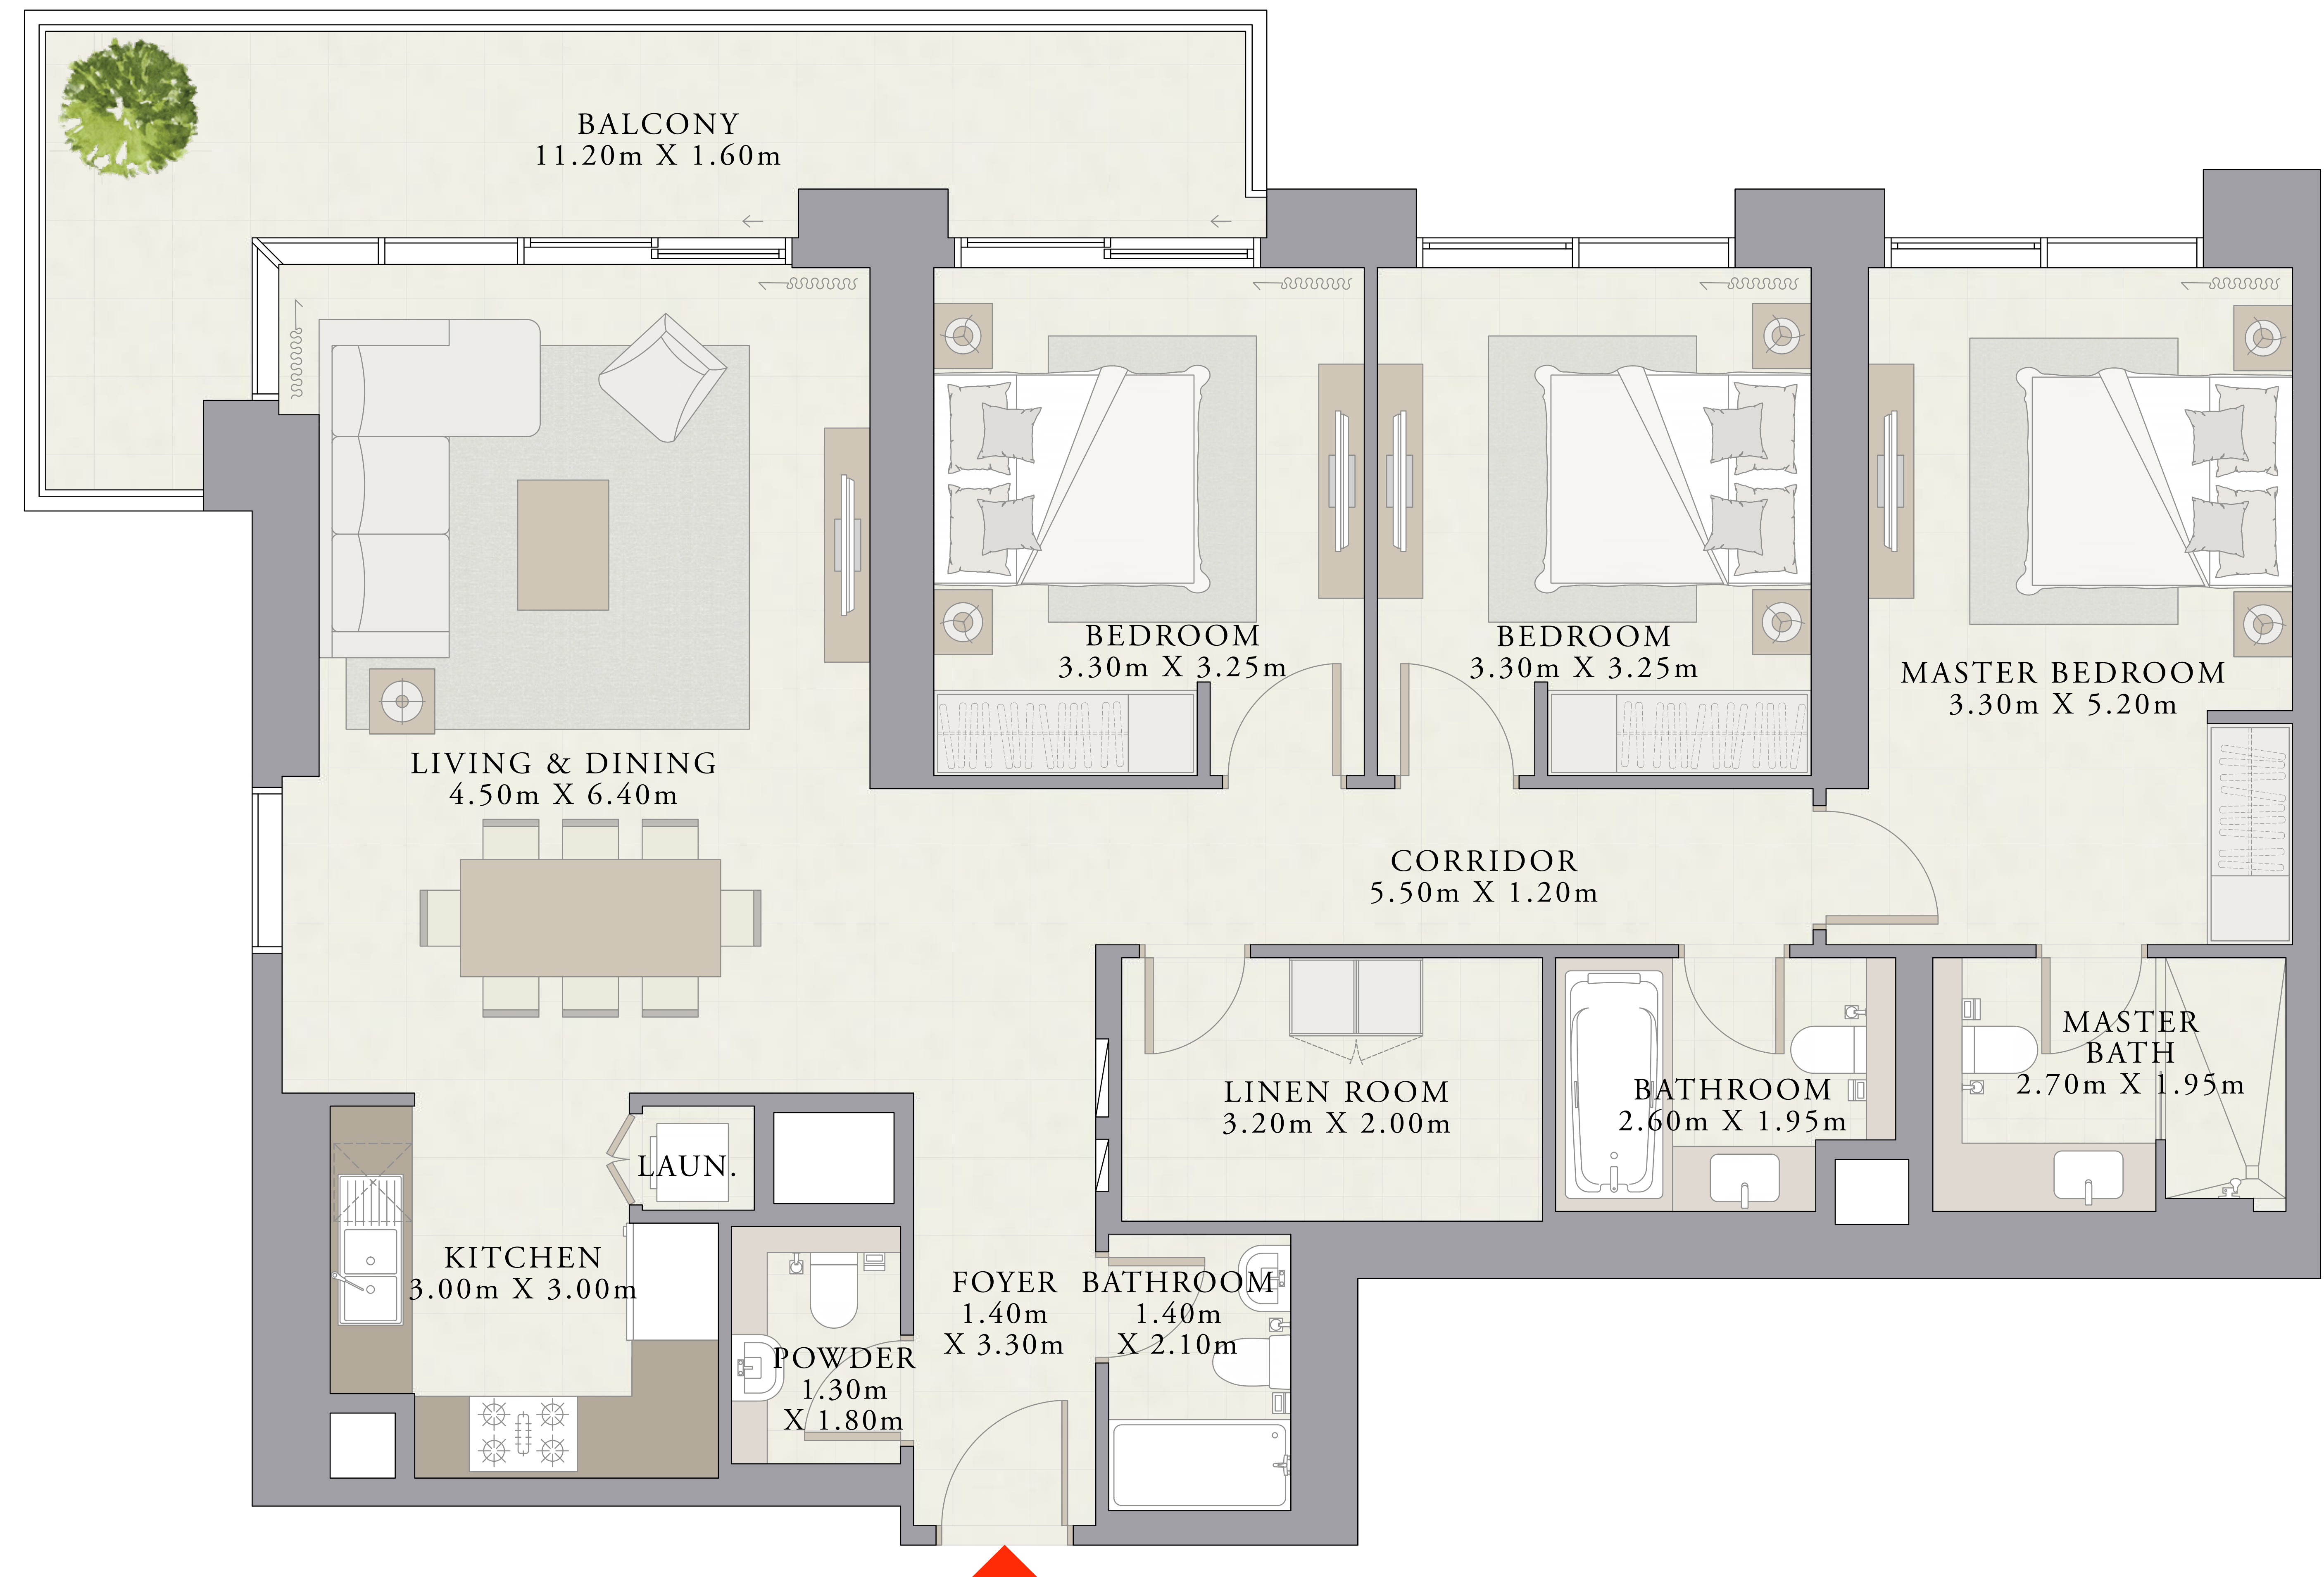 BALCONY
11.20m X 1.60m
BEDROOM
3.30m X 3.25m
BEDROOM
3.30m X 3.25m
MASTER BEDROOM
3.30m X 5.20m
LIVING & DINING
4.50m X 6.40m
CORRIDOR
5.50m X 1.20m
MASTER
BATH
2.70m X 1.95m
LINEN ROOM
3.20m X 2.00m
BATHROOM
2.60m X 1.95m
LAUN.
KITCHEN
3.00m X 3.00m
FOYER
1.40m
X 3.30m
BATHROOM
1.40m
X 2.10m
POWDER
1.30m
X 1.80m